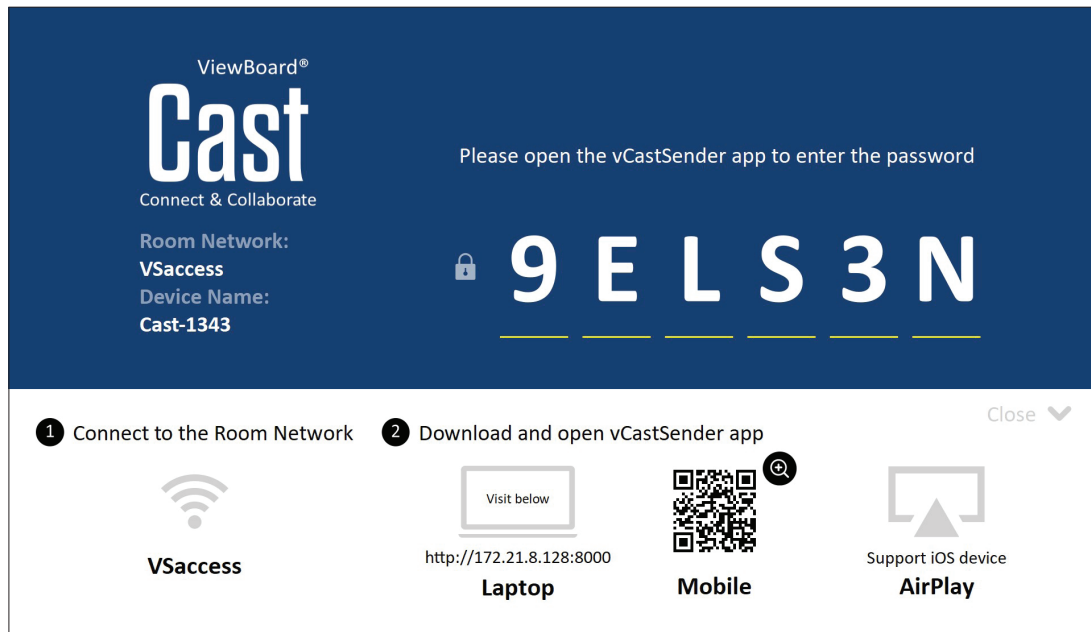 ViewBoard®
Cast
Connect & Collaborate
Room Network:
VSaccess
Device Name:
Cast-1343
Please open the vCastSender app to enter the password
9 E L S 3 N
1 Connect to the Room Network
VSaccess
2 Download and open vCastSender app
Close
Visit below
http://172.21.8.128:8000
Laptop
Mobile
Support iOS device
AirPlay